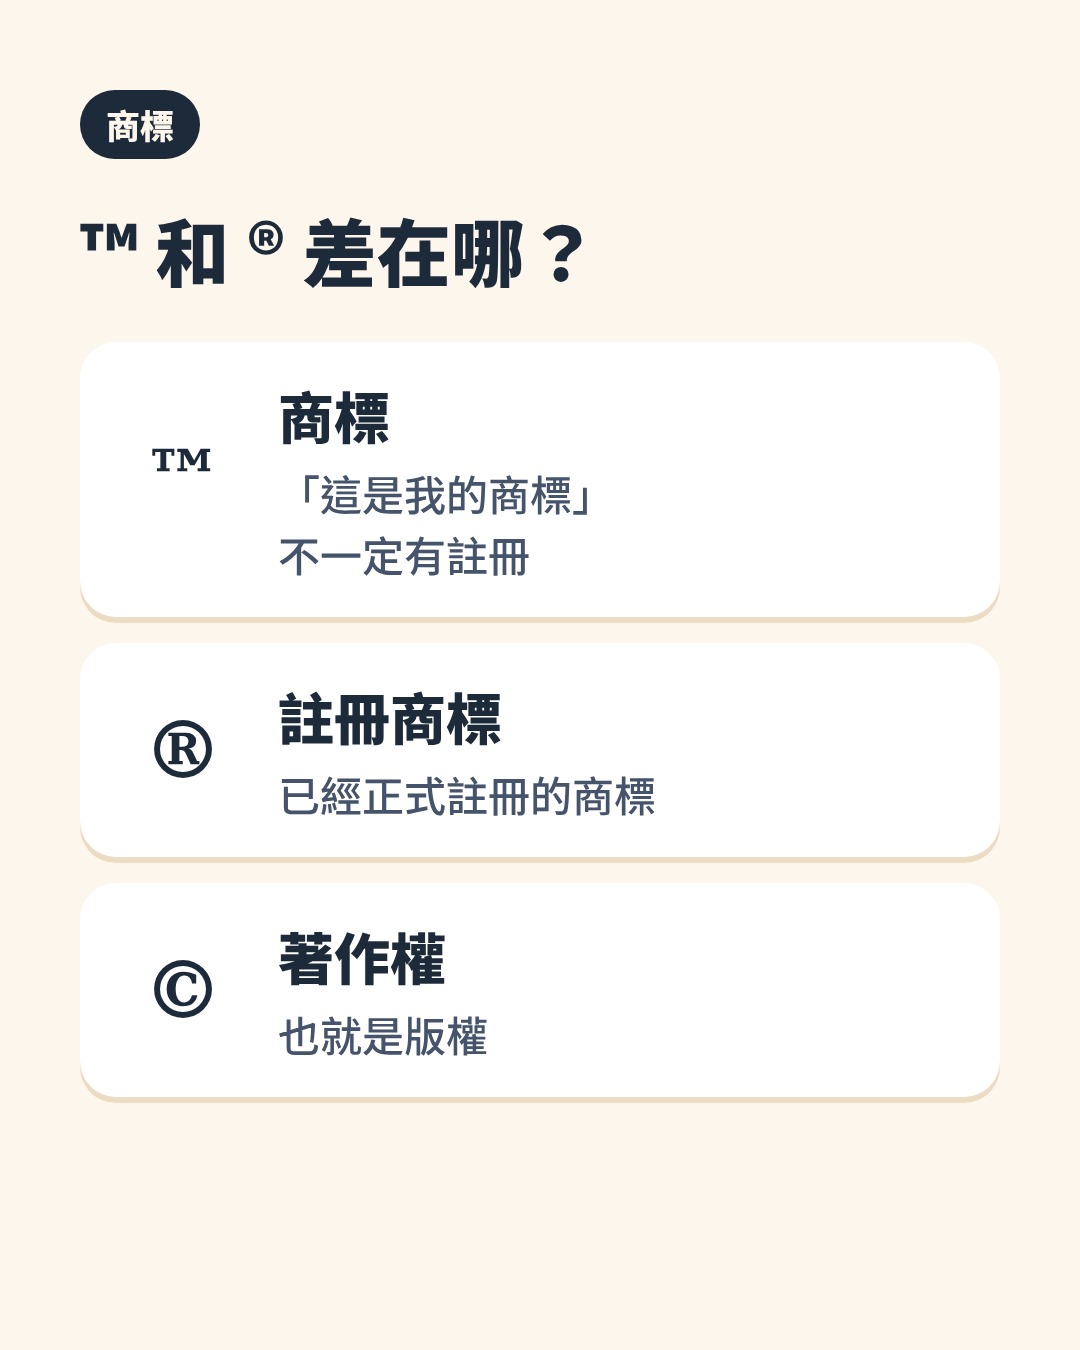 商標
™ 和 ® 差在哪？
™
商標
「這是我的商標」
不一定有註冊
®
註冊商標
已經正式註冊的商標
©
著作權
也就是版權